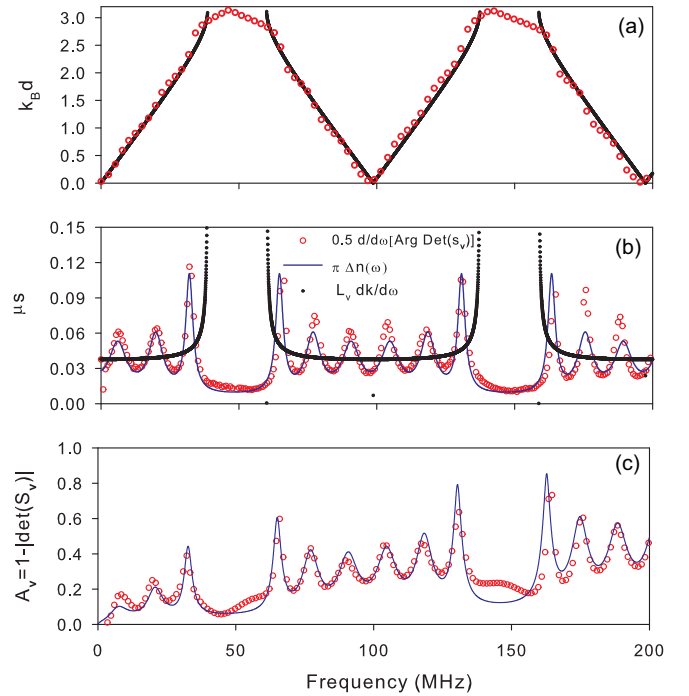 (a)
3.0
2.5
2.0
1.5
1.0
0.5
0.0
k_B d
(b)
0.15
0.12
0.09
0.06
0.03
0.00
μs
0.5 d/dω[Arg Det(s_v)]
π Δn(ω)
L_v dk/dω
(c)
1.0
0.8
0.6
0.4
0.2
0.0
A_v=1-|det(S_v)|
0 50 100 150 200
Frequency (MHz)